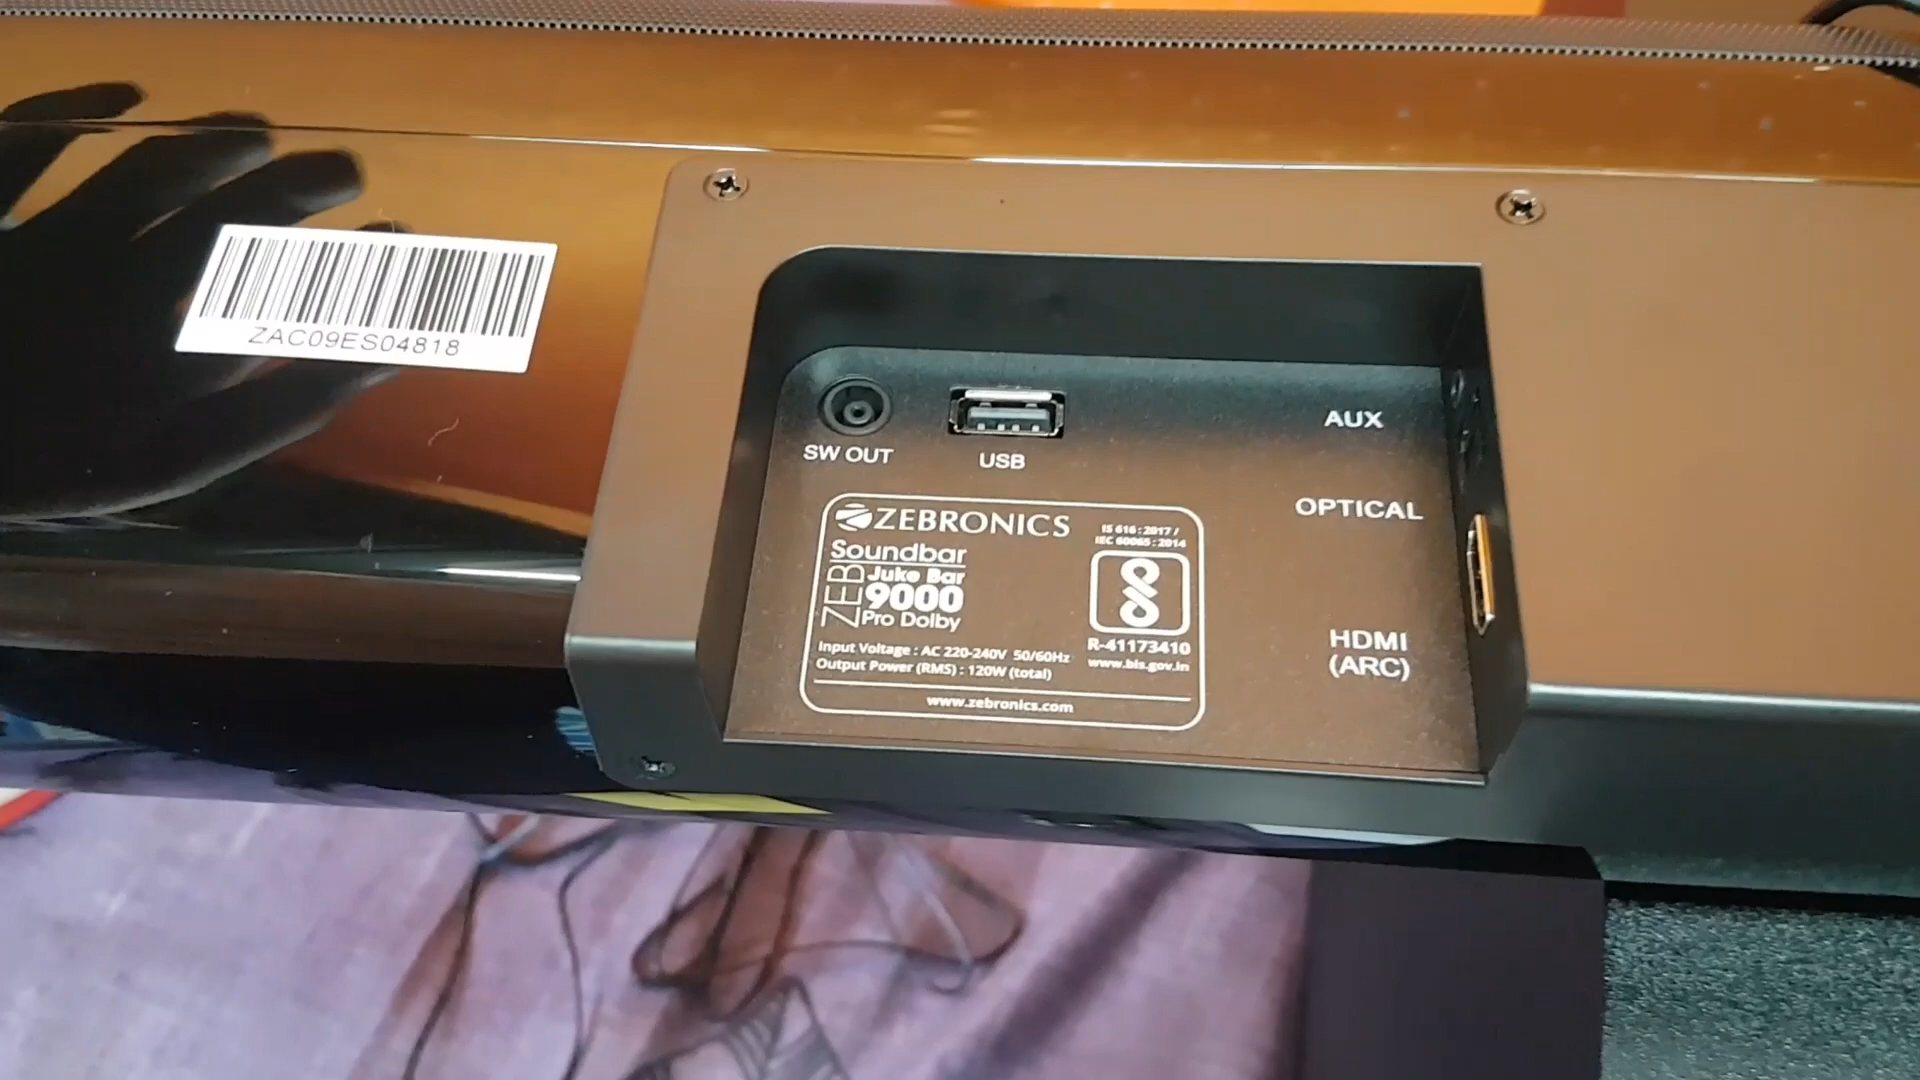 ZAC09ES04818
SW OUT
USB
AUX
OPTICAL
HDMI
(ARC)
ZEBRONICS
Soundbar
ZEB
Juke Bar
9000
Pro Dolby
IS 616 : 2017 /
IEC 60065 : 2014
R-41173410
www.bis.gov.in
Input Voltage : AC 220-240V 50/60Hz
Output Power (RMS) : 120W (total)
www.zebronics.com